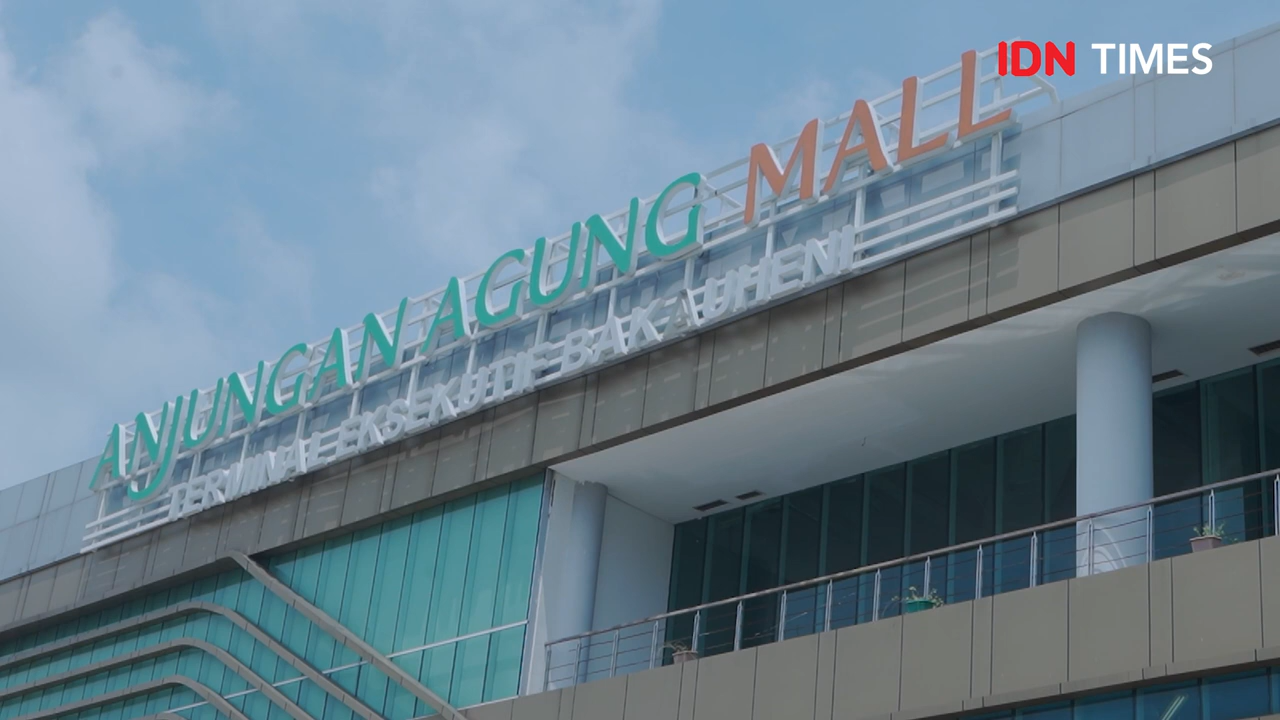 IDN TIMES
ANJUNGAN AGUNG MALL
TERMINAL EKSEKUTIF BAKAUHENI